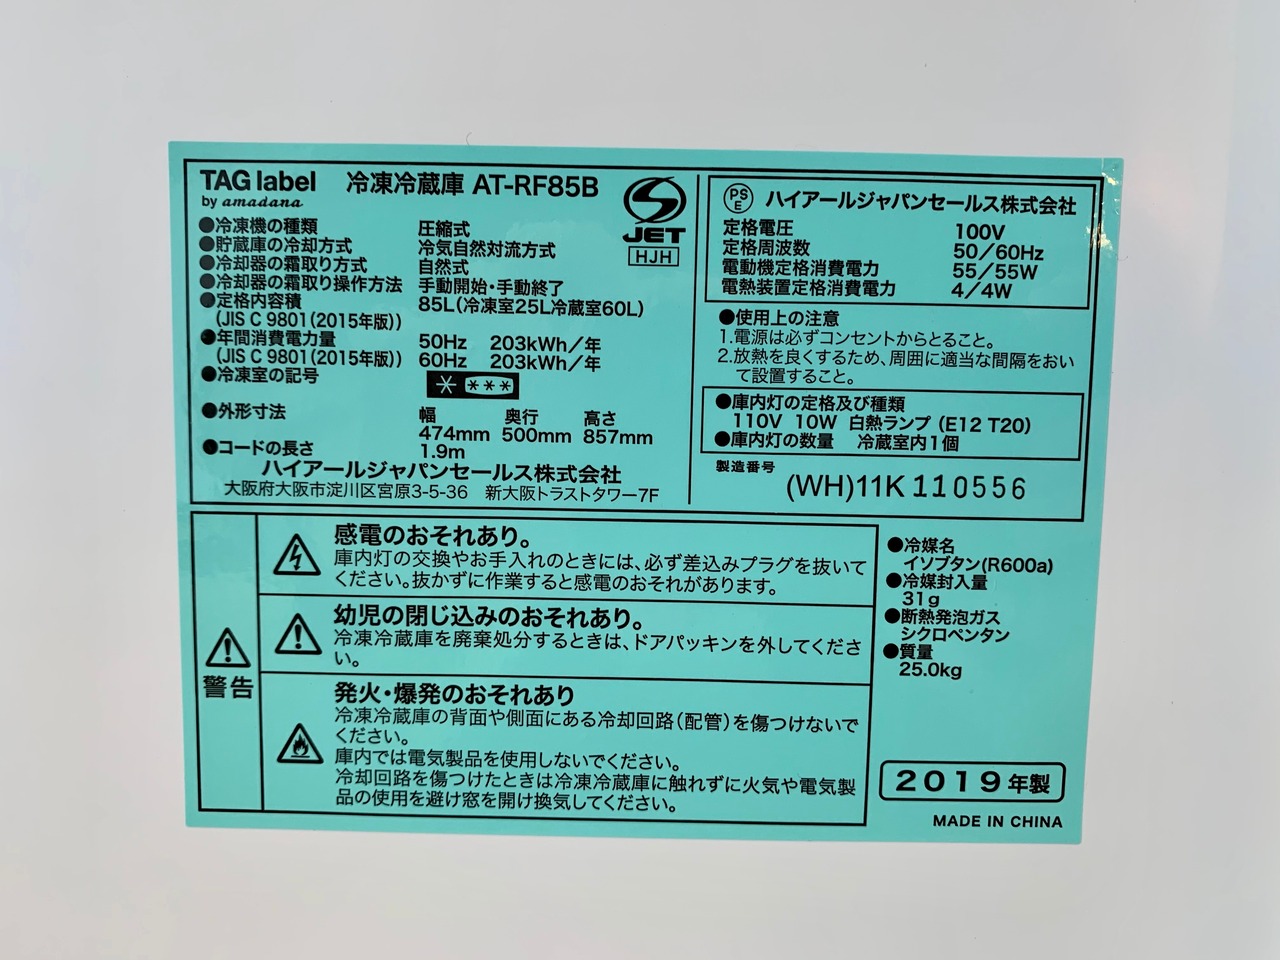 TAG label 冷凍冷蔵庫 AT-RF85B
by amadana
JET
HJH
●冷凍機の種類 圧縮式
●貯蔵庫の冷却方式 冷気自然対流方式
●冷却器の霜取り方式 自然式
●冷却器の霜取り操作方法 手動開始・手動終了
●定格内容積 85L(冷凍室25L冷蔵室60L)
(JIS C 9801(2015年版))
●年間消費電力量 50Hz 203kWh/年
(JIS C 9801(2015年版)) 60Hz 203kWh/年
●冷凍室の記号 * ***
●外形寸法 幅 奥行 高さ
474mm 500mm 857mm
●コードの長さ 1.9m
ハイアールジャパンセールス株式会社
大阪府大阪市淀川区宮原3-5-36 新大阪トラストタワー7F
PS
E
ハイアールジャパンセールス株式会社
定格電圧 100V
定格周波数 50/60Hz
電動機定格消費電力 55/55W
電熱装置定格消費電力 4/4W
●使用上の注意
1.電源は必ずコンセントからとること。
2.放熱を良くするため、周囲に適当な間隔をおい
て設置すること。
●庫内灯の定格及び種類
110V 10W 白熱ランプ (E12 T20)
●庫内灯の数量 冷蔵室内1個
製造番号
(WH)11K 110556
警告
感電のおそれあり。
庫内灯の交換やお手入れのときには、必ず差込みプラグを抜いて
ください。抜かずに作業すると感電のおそれがあります。
幼児の閉じ込みのおそれあり。
冷凍冷蔵庫を廃棄処分するときは、ドアパッキンを外してくださ
い。
発火・爆発のおそれあり
冷凍冷蔵庫の背面や側面にある冷却回路(配管)を傷つけないで
ください。
庫内では電気製品を使用しないでください。
冷却回路を傷つけたときは冷凍冷蔵庫に触れずに火気や電気製
品の使用を避け窓を開け換気してください。
●冷媒名
イソブタン(R600a)
●冷媒封入量
31g
●断熱発泡ガス
シクロペンタン
●質量
25.0kg
2019年製
MADE IN CHINA